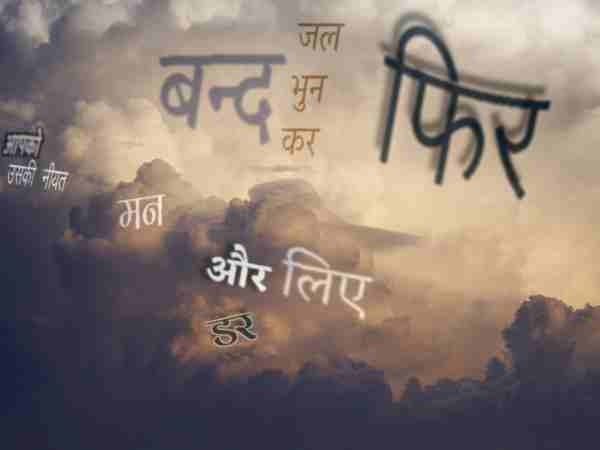 बन्द
जल
भुन
कर
फिर
आपको
उसकी नीयत
मन
और
लिए
डर